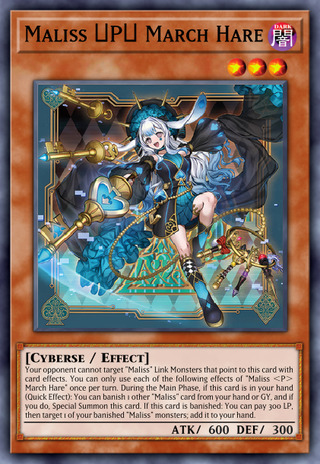 Maliss ⊔P⊔ March Hare
DARK
闇
[Cyberse / Effect]
Your opponent cannot target "Maliss" Link Monsters that point to this card with
card effects. You can only use each of the following effects of "Maliss <P>
March Hare" once per turn. During the Main Phase, if this card is in your hand
(Quick Effect): You can banish 1 other "Maliss" card from your hand or GY, and if
you do, Special Summon this card. If this card is banished: You can pay 300 LP,
then target 1 of your banished "Maliss" monsters; add it to your hand.
ATK/ 600 DEF/ 300